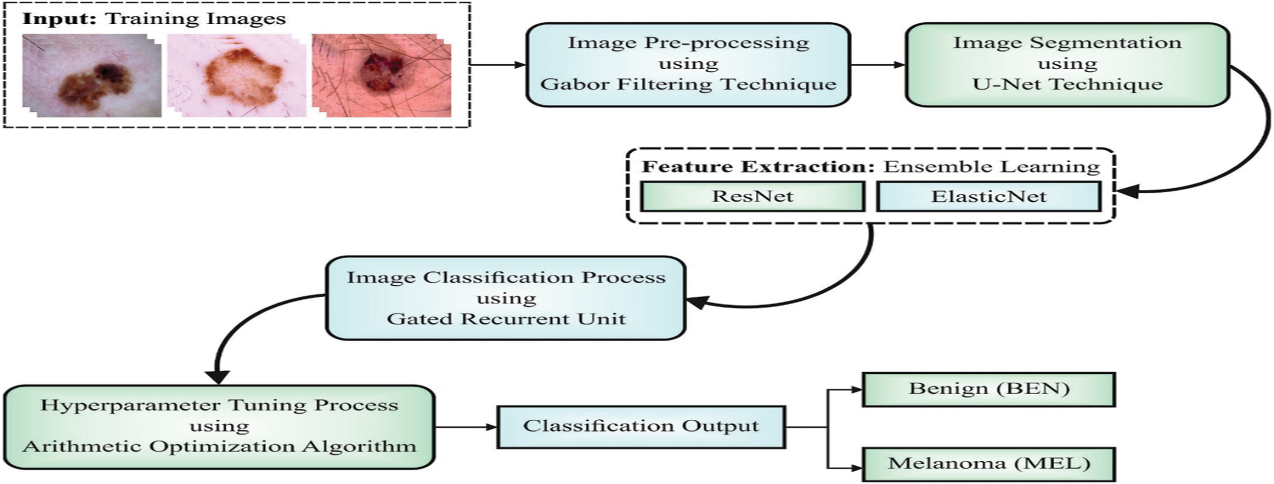 Input: Training Images
Image Pre-processing
using
Gabor Filtering Technique
Image Segmentation
using
U-Net Technique
Feature Extraction: Ensemble Learning
ResNet
ElasticNet
Image Classification Process
using
Gated Recurrent Unit
Hyperparameter Tuning Process
using
Arithmetic Optimization Algorithm
Classification Output
Benign (BEN)
Melanoma (MEL)